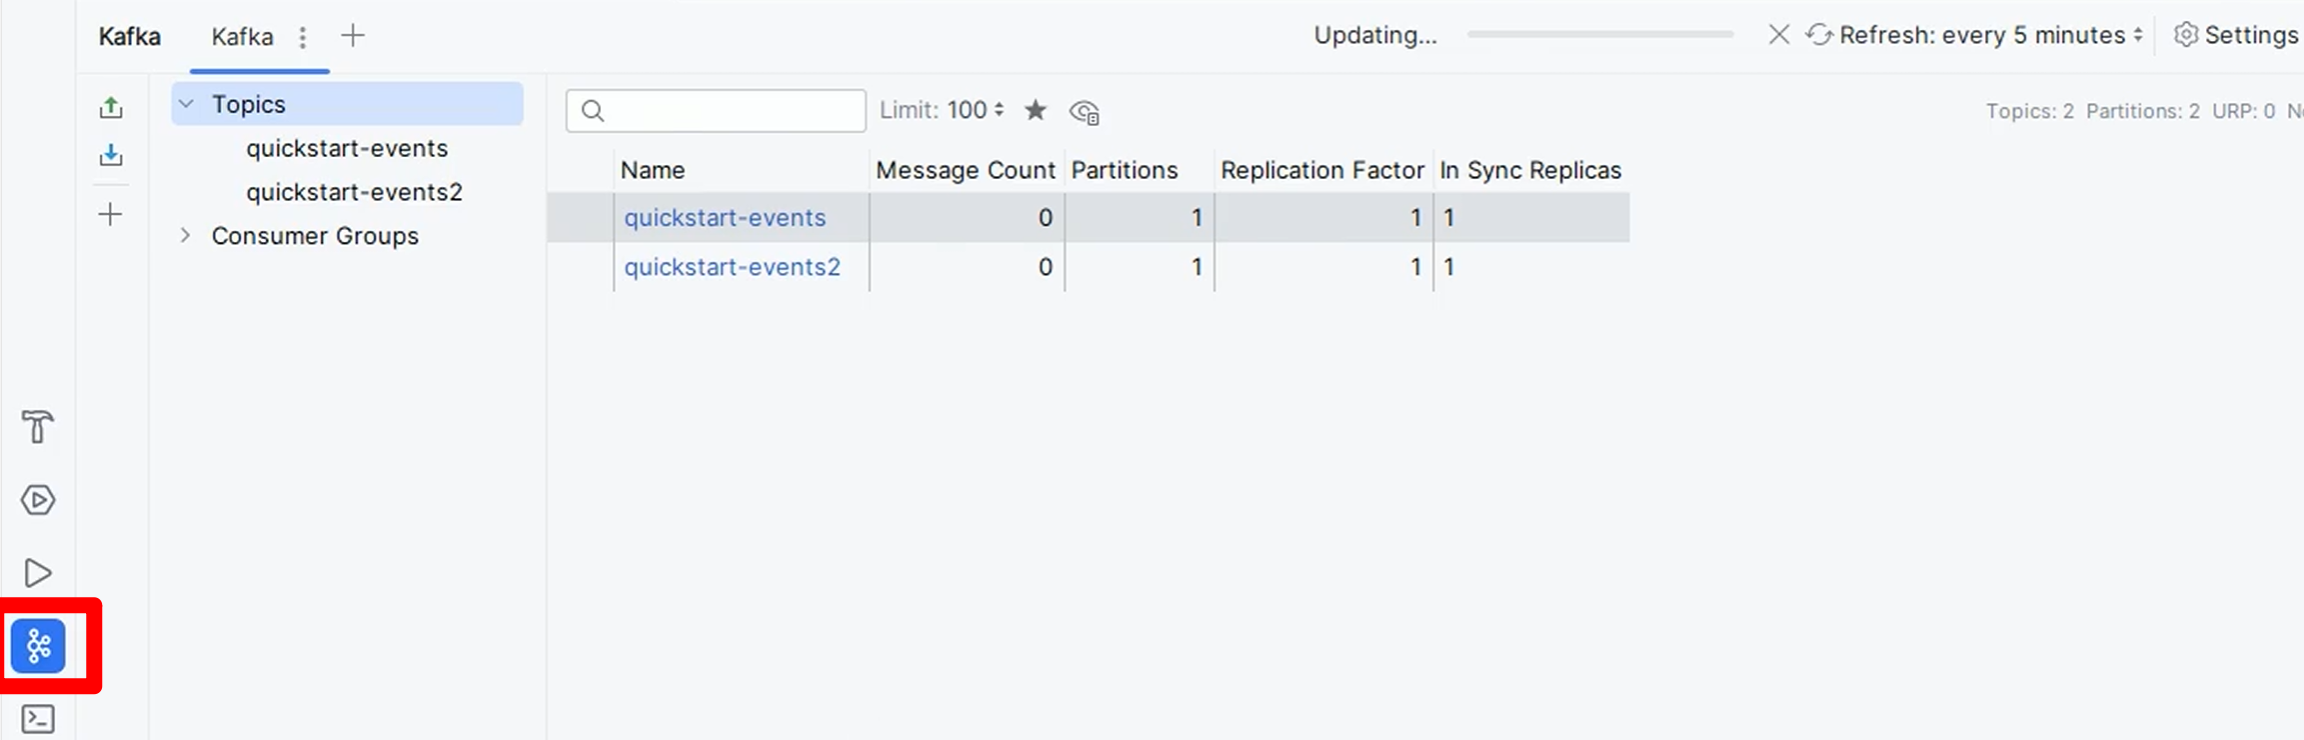 Kafka Kafka Updating... Refresh: every 5 minutes Settings
Topics Limit: 100 Topics: 2 Partitions: 2 URP: 0
quickstart-events
quickstart-events2
Consumer Groups
Name Message Count Partitions Replication Factor In Sync Replicas
quickstart-events 0 1 1 1
quickstart-events2 0 1 1 1